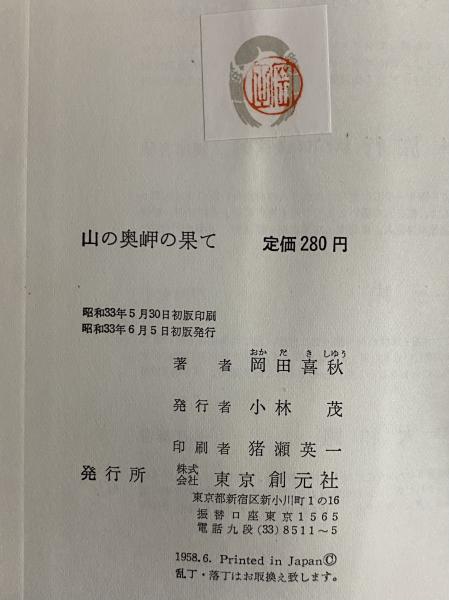 山の奥岬の果て 定価280円
昭和33年5月30日初版印刷
昭和33年6月5日初版発行
おか だ き しゆう
著者 岡田喜秋
発行者 小林 茂
印刷者 猪瀬英一
発行所 株式会社 東京創元社
東京都新宿区新小川町1の16
振替口座東京1565
電話九段(33)8511~5
1958.6. Printed in Japan©
乱丁・落丁はお取換え致します。